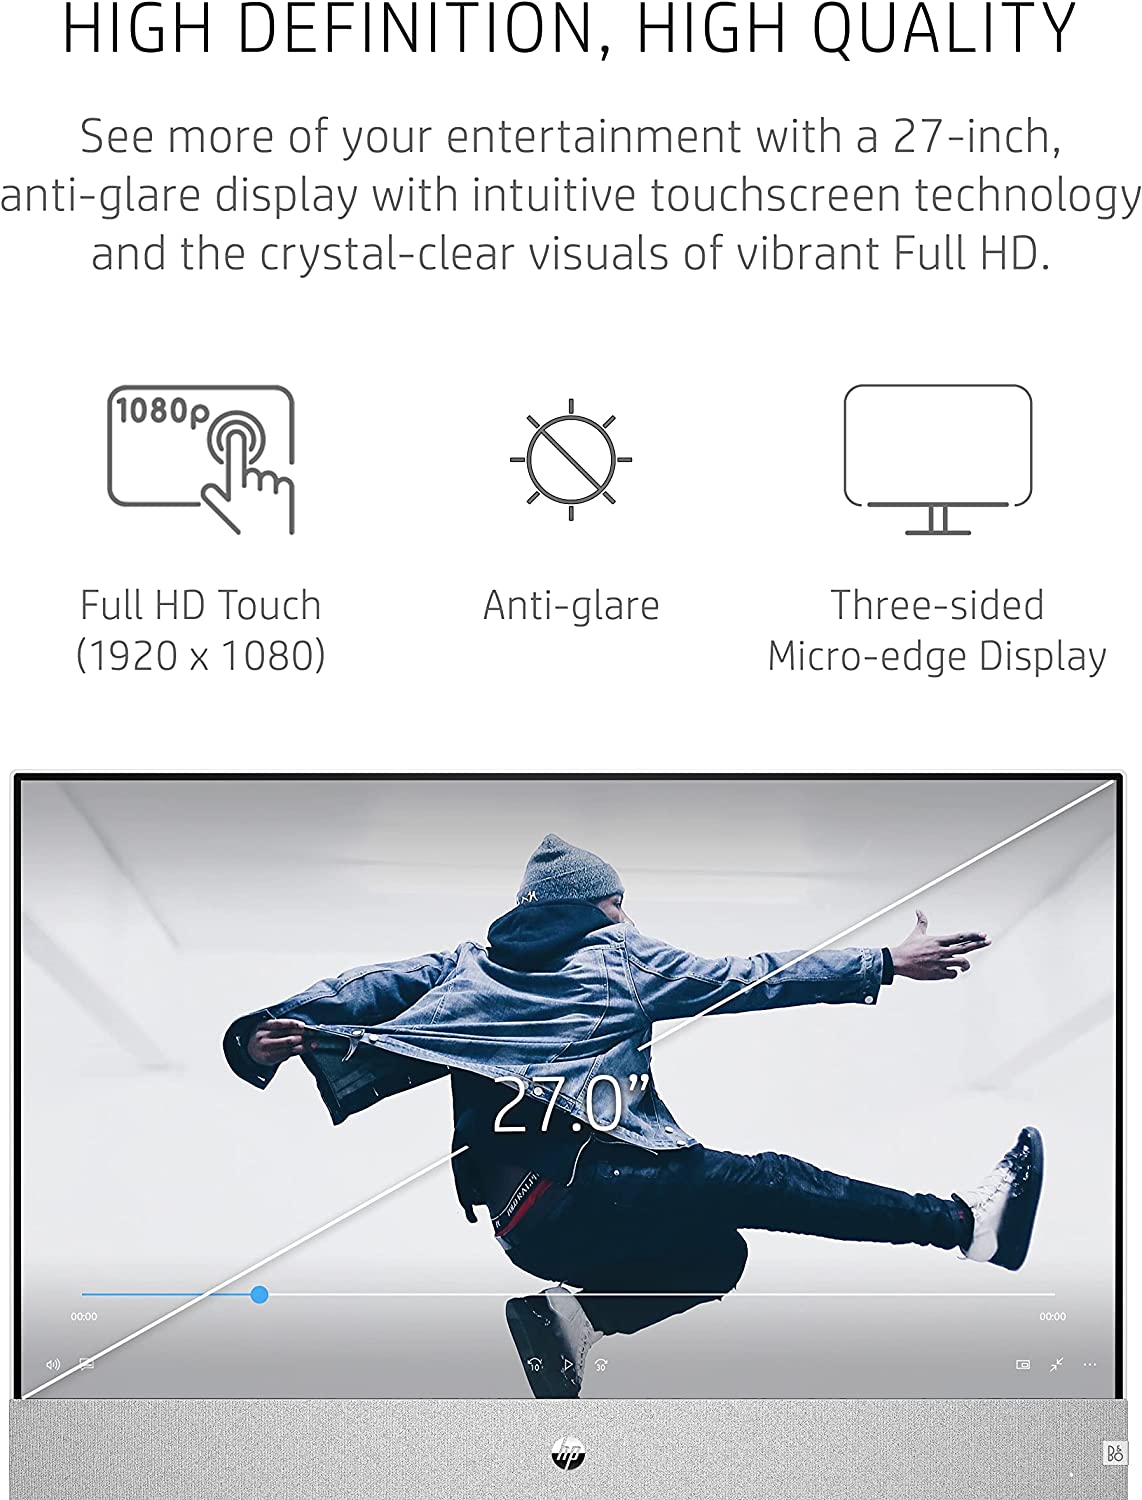 HIGH DEFINITION, HIGH QUALITY
See more of your entertainment with a 27-inch,
anti-glare display with intuitive touchscreen technology
and the crystal-clear visuals of vibrant Full HD.
1080p
Full HD Touch
(1920 x 1080)
Anti-glare
Three-sided
Micro-edge Display
27.0”
00:00
00:00
10
30
hp
B&O